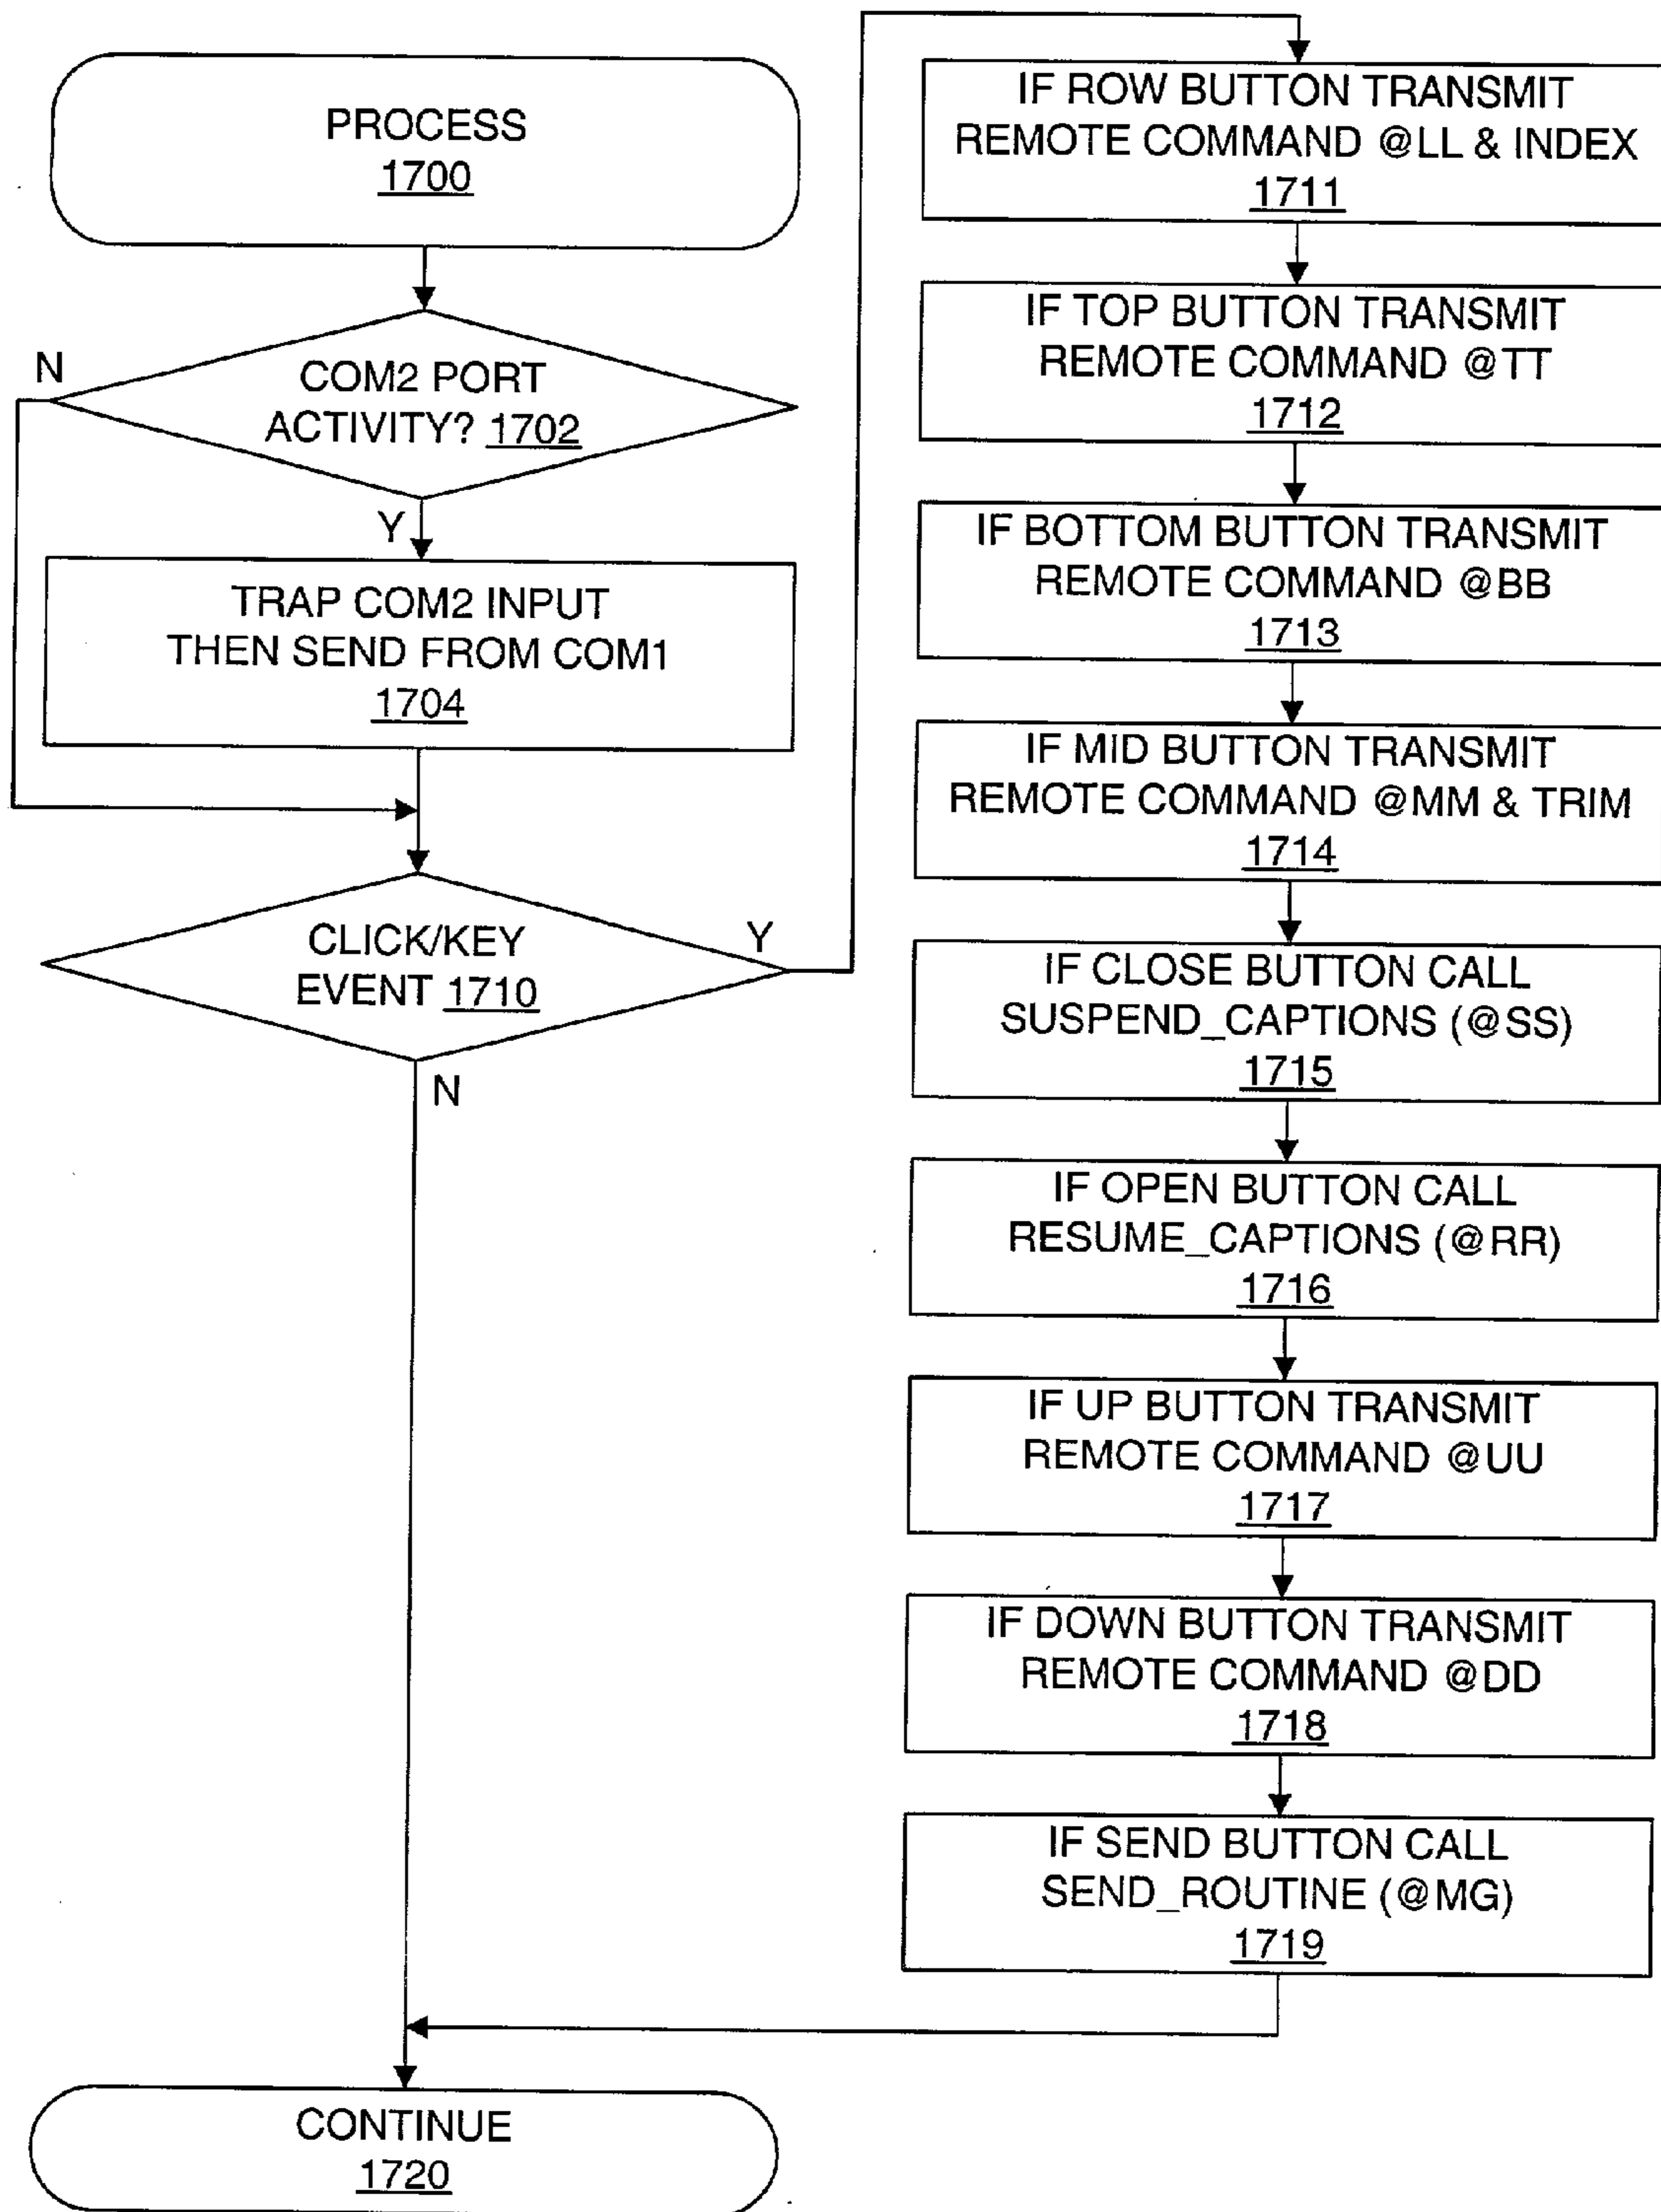 PROCESS
1700
COM2 PORT
ACTIVITY? 1702
N
Y
TRAP COM2 INPUT
THEN SEND FROM COM1
1704
CLICK/KEY
EVENT 1710
Y
N
IF ROW BUTTON TRANSMIT
REMOTE COMMAND @LL & INDEX
1711
IF TOP BUTTON TRANSMIT
REMOTE COMMAND @TT
1712
IF BOTTOM BUTTON TRANSMIT
REMOTE COMMAND @BB
1713
IF MID BUTTON TRANSMIT
REMOTE COMMAND @MM & TRIM
1714
IF CLOSE BUTTON CALL
SUSPEND_CAPTIONS (@SS)
1715
IF OPEN BUTTON CALL
RESUME_CAPTIONS (@RR)
1716
IF UP BUTTON TRANSMIT
REMOTE COMMAND @UU
1717
IF DOWN BUTTON TRANSMIT
REMOTE COMMAND @DD
1718
IF SEND BUTTON CALL
SEND_ROUTINE (@MG)
1719
CONTINUE
1720